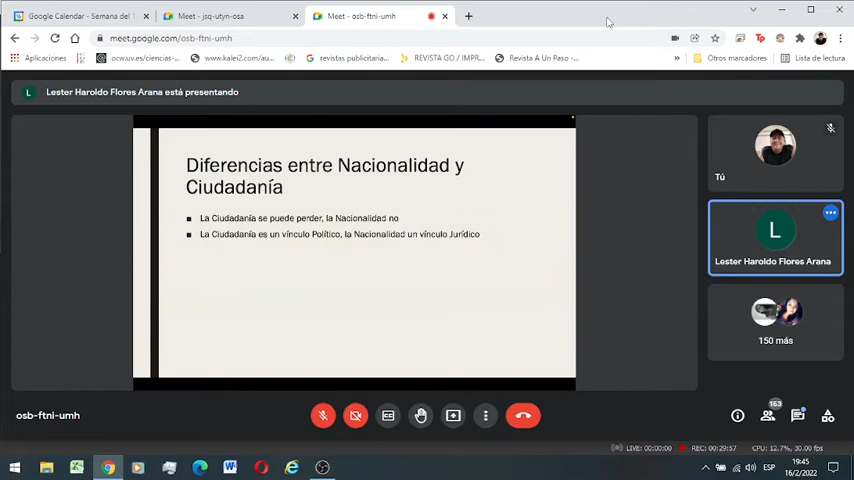 Google Calendar - Semana del 1
Meet - jsq-utyn-osa
Meet - osb-ftni-umh
meet.google.com/osb-ftni-umh
Aplicaciones
ocw.uv.es/ciencias-...
www.kalei2.com/au...
revistas publicitaria...
REVISTA GO / IMPR...
Revista A Un Paso -...
Otros marcadores
Lista de lectura
L
Lester Haroldo Flores Arana está presentando
Diferencias entre Nacionalidad y
Ciudadanía
La Ciudadanía se puede perder, la Nacionalidad no
La Ciudadanía es un vínculo Político, la Nacionalidad un vínculo Jurídico
Tú
L
Lester Haroldo Flores Arana
150 más
osb-ftni-umh
153
LIVE: 00:00:00
REC: 00:29:57
CPU: 12.7%, 30.00 fps
ESP
19:45
16/2/2022